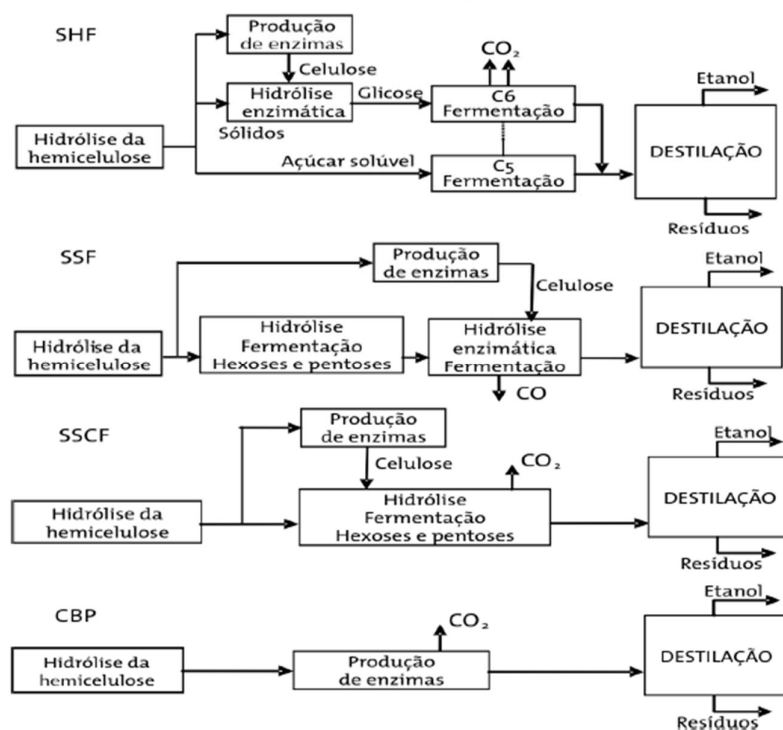 SHF
Produção
de enzimas
Celulose
Hidrólise
enzimática
Glicose
Sólidos
Hidrólise da
hemicelulose
Açúcar solúvel
CO₂
C6
Fermentação
C5
Fermentação
Etanol
DESTILAÇÃO
Resíduos
SSF
Produção
de enzimas
Celulose
Hidrólise da
hemicelulose
Hidrólise
Fermentação
Hexoses e pentoses
Hidrólise
enzimática
Fermentação
CO
Etanol
DESTILAÇÃO
Resíduos
SSCF
Produção
de enzimas
Celulose
CO₂
Hidrólise da
hemicelulose
Hidrólise
Fermentação
Hexoses e pentoses
Etanol
DESTILAÇÃO
Resíduos
CBP
CO₂
Hidrólise da
hemicelulose
Produção
de enzimas
Etanol
DESTILAÇÃO
Resíduos